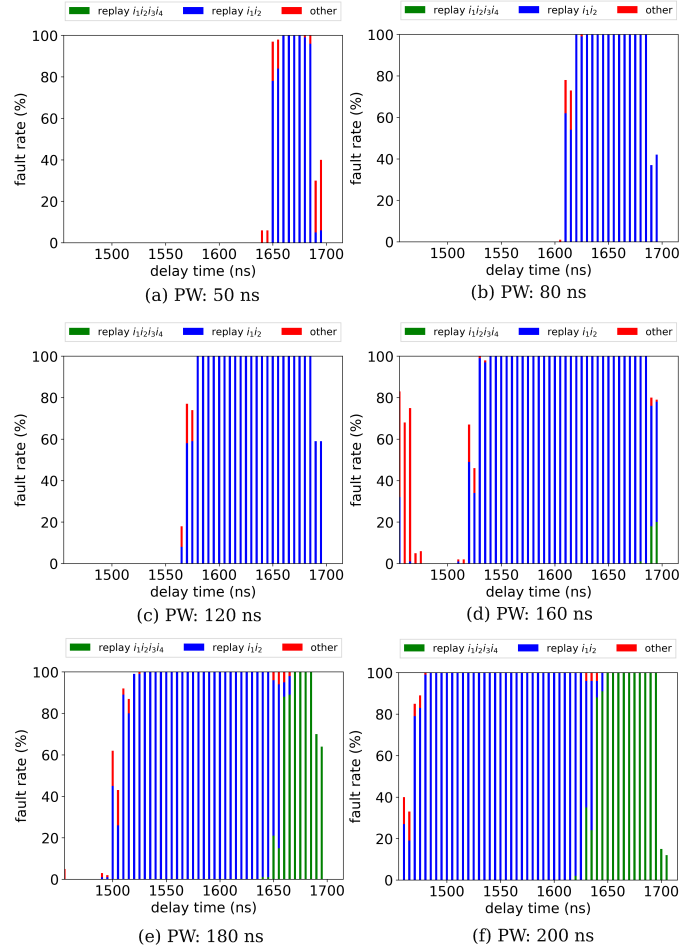 replay i₁i₂i₃i₄ replay i₁i₂ other
100
80
60
40
20
0
fault rate (%)
1500 1550 1600 1650 1700
delay time (ns)
(a) PW: 50 ns
replay i₁i₂i₃i₄ replay i₁i₂ other
100
80
60
40
20
0
fault rate (%)
1500 1550 1600 1650 1700
delay time (ns)
(b) PW: 80 ns
replay i₁i₂i₃i₄ replay i₁i₂ other
100
80
60
40
20
0
fault rate (%)
1500 1550 1600 1650 1700
delay time (ns)
(c) PW: 120 ns
replay i₁i₂i₃i₄ replay i₁i₂ other
100
80
60
40
20
0
fault rate (%)
1500 1550 1600 1650 1700
delay time (ns)
(d) PW: 160 ns
replay i₁i₂i₃i₄ replay i₁i₂ other
100
80
60
40
20
0
fault rate (%)
1500 1550 1600 1650 1700
delay time (ns)
(e) PW: 180 ns
replay i₁i₂i₃i₄ replay i₁i₂ other
100
80
60
40
20
0
fault rate (%)
1500 1550 1600 1650 1700
delay time (ns)
(f) PW: 200 ns